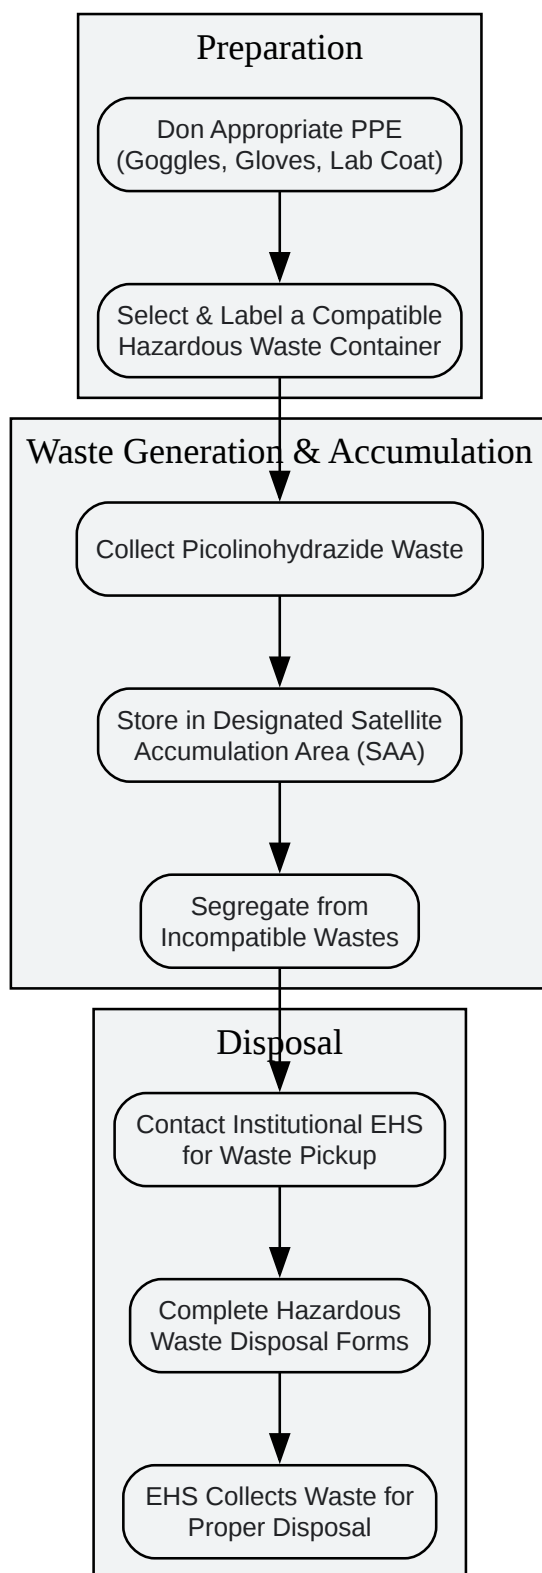 Preparation
Don Appropriate PPE
(Goggles, Gloves, Lab Coat)
Select & Label a Compatible
Hazardous Waste Container
Waste Generation & Accumulation
Collect Picolinohydrazide Waste
Store in Designated Satellite
Accumulation Area (SAA)
Segregate from
Incompatible Wastes
Disposal
Contact Institutional EHS
for Waste Pickup
Complete Hazardous
Waste Disposal Forms
EHS Collects Waste for
Proper Disposal